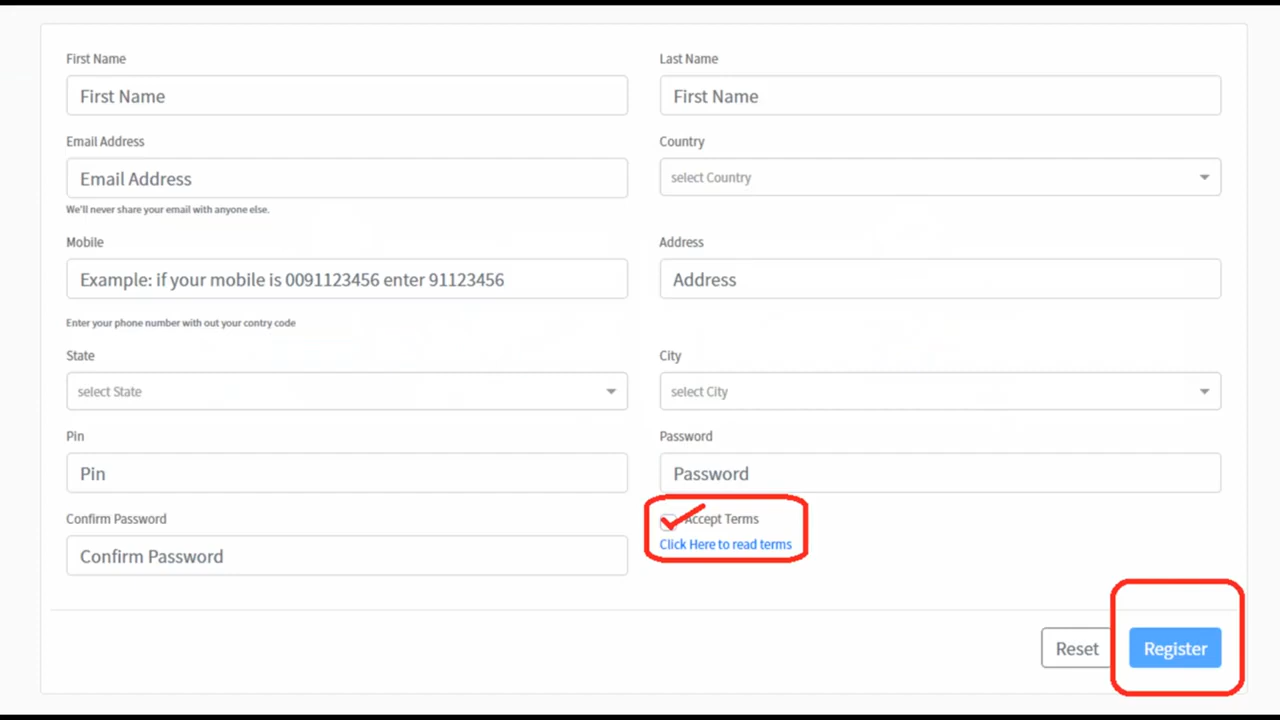 First Name
Last Name
First Name
First Name
Email Address
Country
Email Address
select Country
We'll never share your email with anyone else.
Mobile
Address
Example: if your mobile is 0091123456 enter 91123456
Address
Enter your phone number with out your contry code
State
City
select State
select City
Pin
Password
Pin
Password
Confirm Password
Accept Terms
Click Here to read terms
Confirm Password
Reset
Register